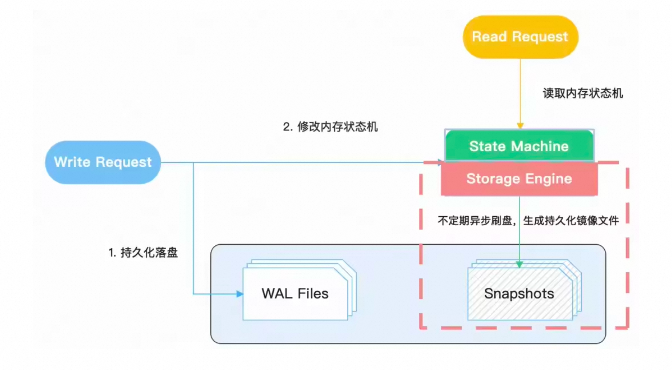 Read Request
读取内存状态机
2. 修改内存状态机
State Machine
Write Request
Storage Engine
不定期异步刷盘，生成持久化镜像文件
1. 持久化落盘
WAL Files
Snapshots